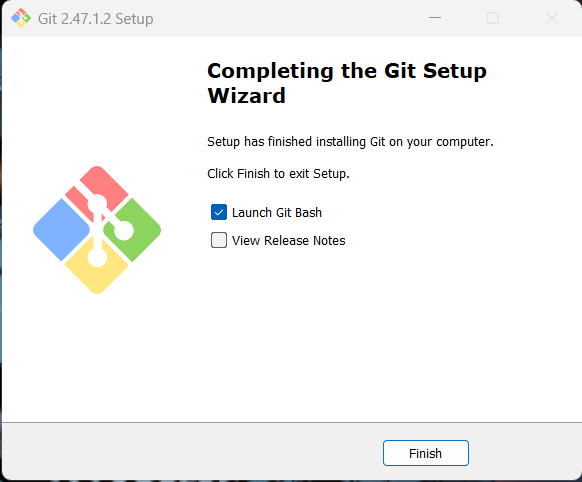 Git 2.47.1.2 Setup
Completing the Git Setup
Wizard
Setup has finished installing Git on your computer.
Click Finish to exit Setup.
Launch Git Bash
View Release Notes
Finish